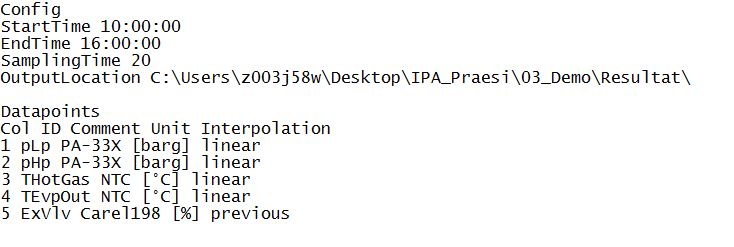 Config
StartTime 10:00:00
EndTime 16:00:00
SamplingTime 20
OutputLocation C:\Users\z003j58w\Desktop\IPA_Praesi\03_Demo\Resultat\
Datapoints
Col ID Comment Unit Interpolation
1 pLp PA-33X [barg] linear
2 pHp PA-33X [barg] linear
3 THotGas NTC [°C] linear
4 TEvpOut NTC [°C] linear
5 ExVlv Carel198 [%] previous